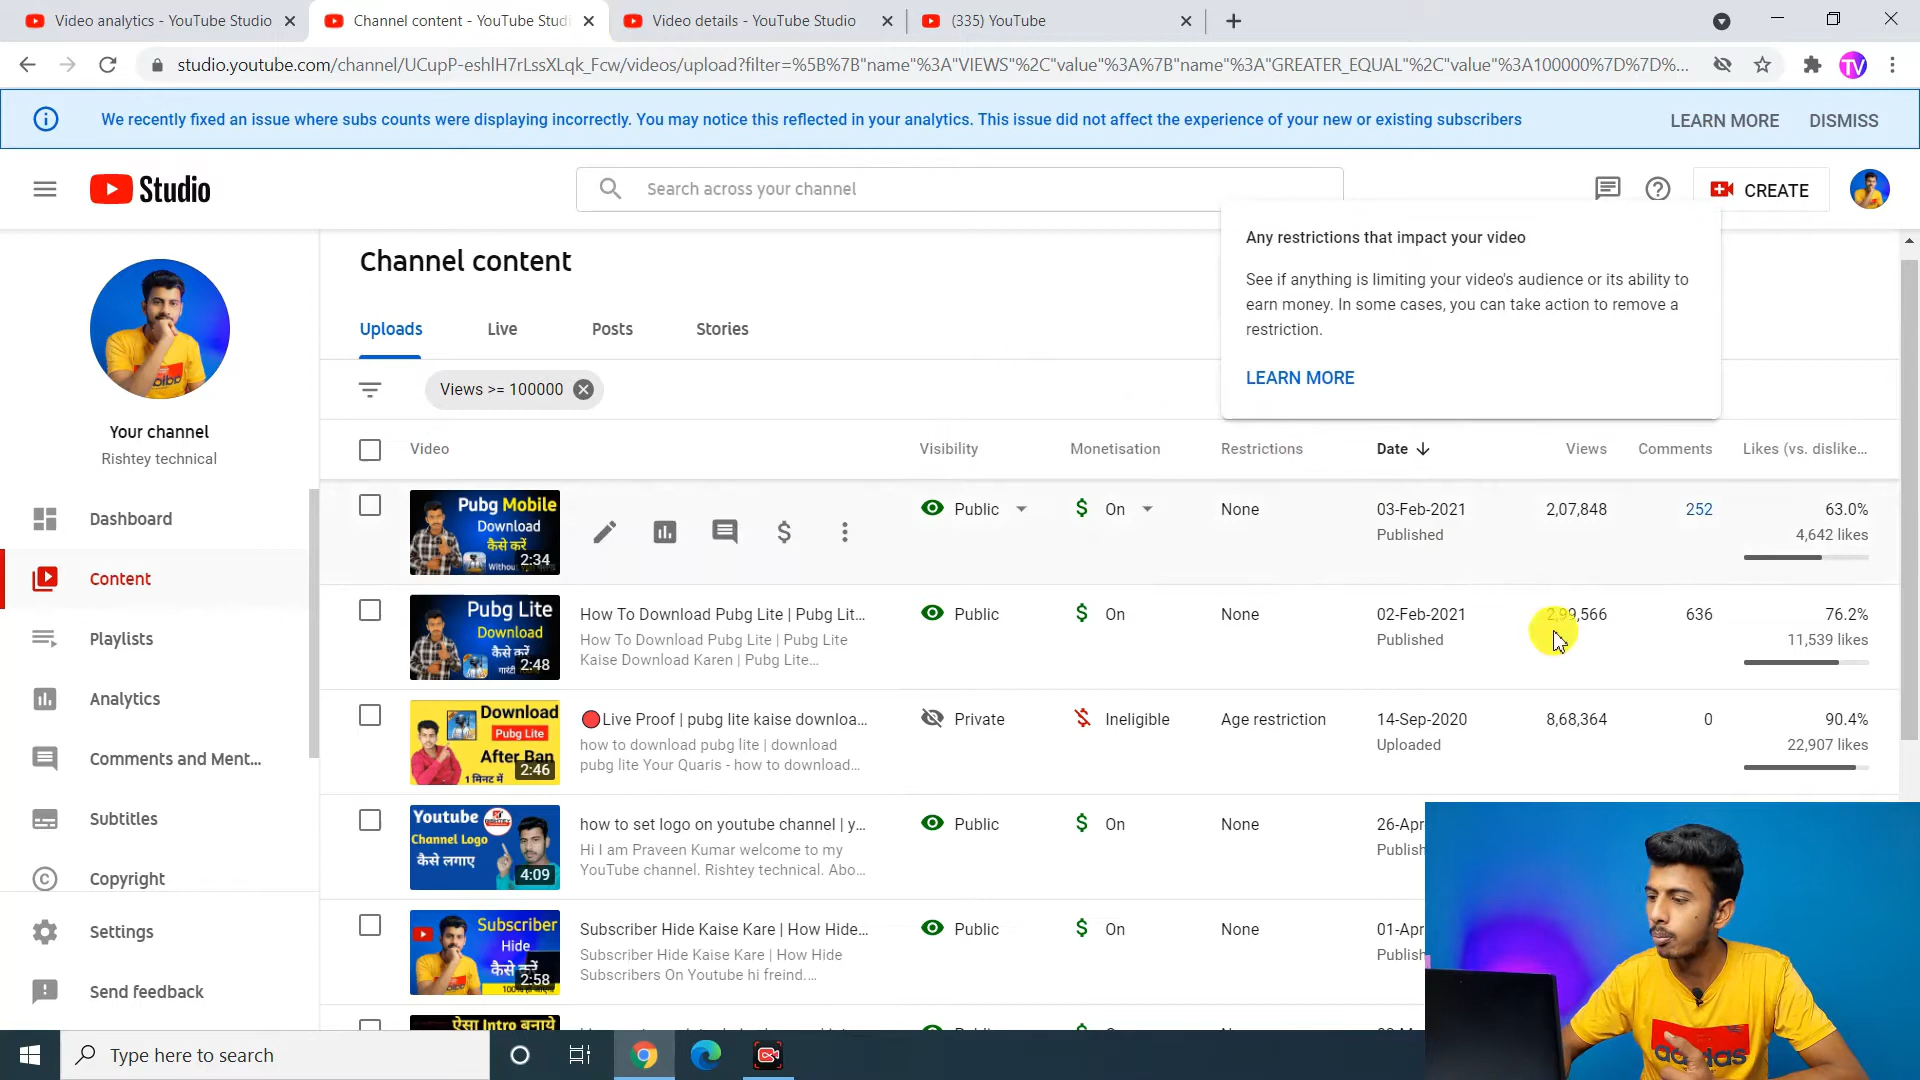 Video analytics - YouTube Studio
Channel content - YouTube Studi
Video details - YouTube Studio
(335) YouTube
studio.youtube.com/channel/UCupP-eshlH7rLssXLqk_Fcw/videos/upload?filter=%5B%7B"name"%3A"VIEWS"%2C"value"%3A%7B"name"%3A"GREATER_EQUAL"%2C"value"%3A100000%7D%7D%...
TV
We recently fixed an issue where subs counts were displaying incorrectly. You may notice this reflected in your analytics. This issue did not affect the experience of your new or existing subscribers
LEARN MORE
DISMISS
Studio
Search across your channel
CREATE
Any restrictions that impact your video
See if anything is limiting your video's audience or its ability to
earn money. In some cases, you can take action to remove a
restriction.
LEARN MORE
Your channel
Rishtey technical
Dashboard
Content
Playlists
Analytics
Comments and Ment...
Subtitles
Copyright
Settings
Send feedback
Channel content
Uploads
Live
Posts
Stories
Views >= 100000
Video
Visibility
Monetisation
Restrictions
Date
Views
Comments
Likes (vs. dislike...
Pubg Mobile
Download
कैसे करें
2:34
Public
On
None
03-Feb-2021
Published
2,07,848
252
63.0%
4,642 likes
Pubg Lite
Download
कैसे करें
2:48
How To Download Pubg Lite | Pubg Lit...
How To Download Pubg Lite | Pubg Lite
Kaise Download Karen | Pubg Lite...
Public
On
None
02-Feb-2021
Published
2,99,566
636
76.2%
11,539 likes
Download
Pubg Lite
After Ban
1 मिनट में
2:46
Live Proof | pubg lite kaise downloa...
how to download pubg lite | download
pubg lite Your Quaris - how to download...
Private
Ineligible
Age restriction
14-Sep-2020
Uploaded
8,68,364
0
90.4%
22,907 likes
Youtube
Channel Logo
कैसे लगाए
4:09
how to set logo on youtube channel | y...
Hi I am Praveen Kumar welcome to my
YouTube channel. Rishtey technical. Abo...
Public
On
None
26-Apr
Publish
Subscriber
Hide
कैसे करें
2:58
Subscriber Hide Kaise Kare | How Hide...
Subscriber Hide Kaise Kare | How Hide
Subscribers On Youtube hi freind....
Public
On
None
01-Apr
Publish
ऐसा Intro बनाये
adidas
Type here to search